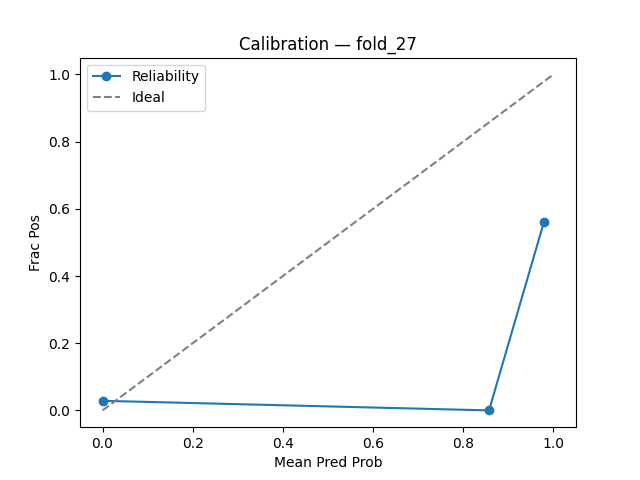 Calibration — fold_27
Reliability
Ideal
1.0
0.8
0.6
0.4
0.2
0.0
Frac Pos
0.0 0.2 0.4 0.6 0.8 1.0
Mean Pred Prob